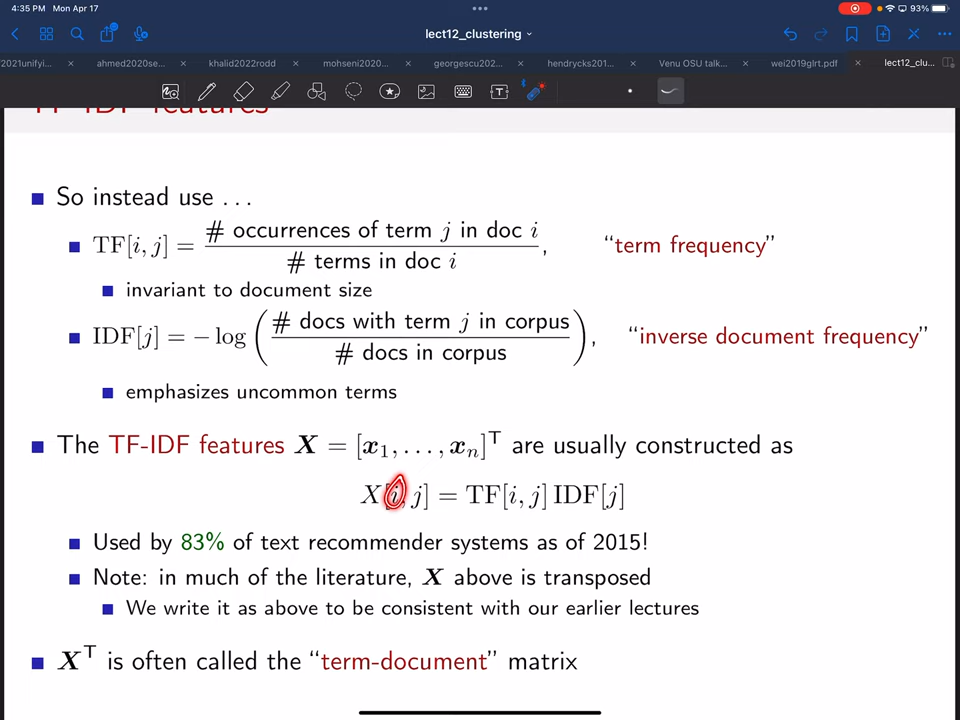 4:35 PM Mon Apr 17
93%
lect12_clustering
2021unifyi...
ahmed2020se...
khalid2022rodd
mohseni2020...
georgescu202...
hendrycks201...
Venu OSU talk...
wei2019glrt.pdf
lect12_clu...
TF-IDF features
So instead use ...
TF[i, j] = # occurrences of term j in doc i / # terms in doc i, “term frequency”
invariant to document size
IDF[j] = − log (# docs with term j in corpus / # docs in corpus), “inverse document frequency”
emphasizes uncommon terms
The TF-IDF features X = [x₁, ..., xₙ]ᵀ are usually constructed as
X[i, j] = TF[i, j] IDF[j]
Used by 83% of text recommender systems as of 2015!
Note: in much of the literature, X above is transposed
We write it as above to be consistent with our earlier lectures
Xᵀ is often called the “term-document” matrix